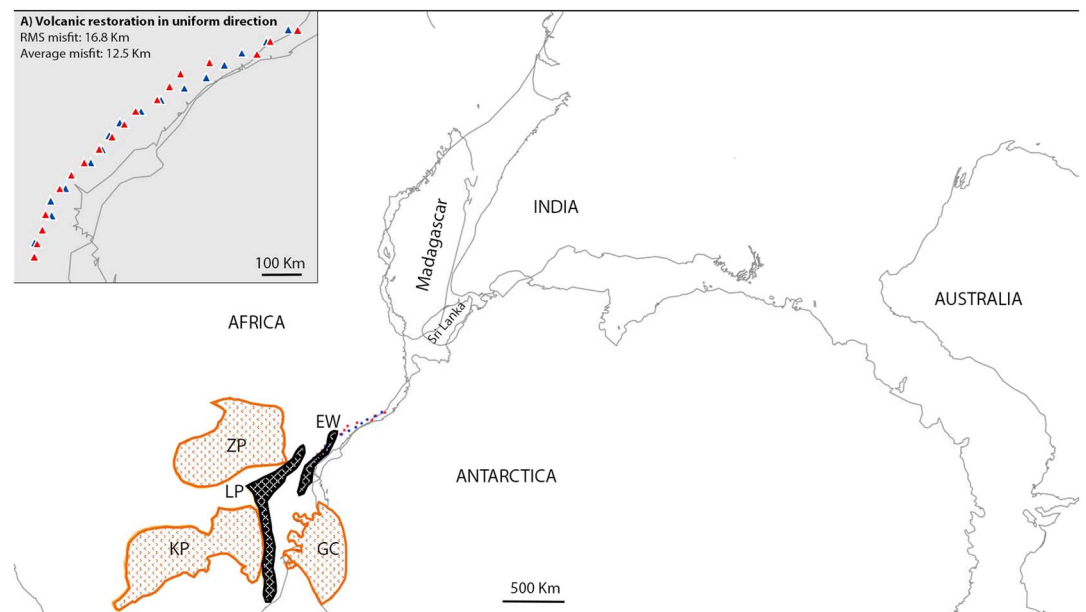 A) Volcanic restoration in uniform direction
RMS misfit: 16.8 Km
Average misfit: 12.5 Km
100 Km
INDIA
Madagascar
AUSTRALIA
Sri Lanka
AFRICA
EW
ZP
ANTARCTICA
LP
KP
GC
500 Km